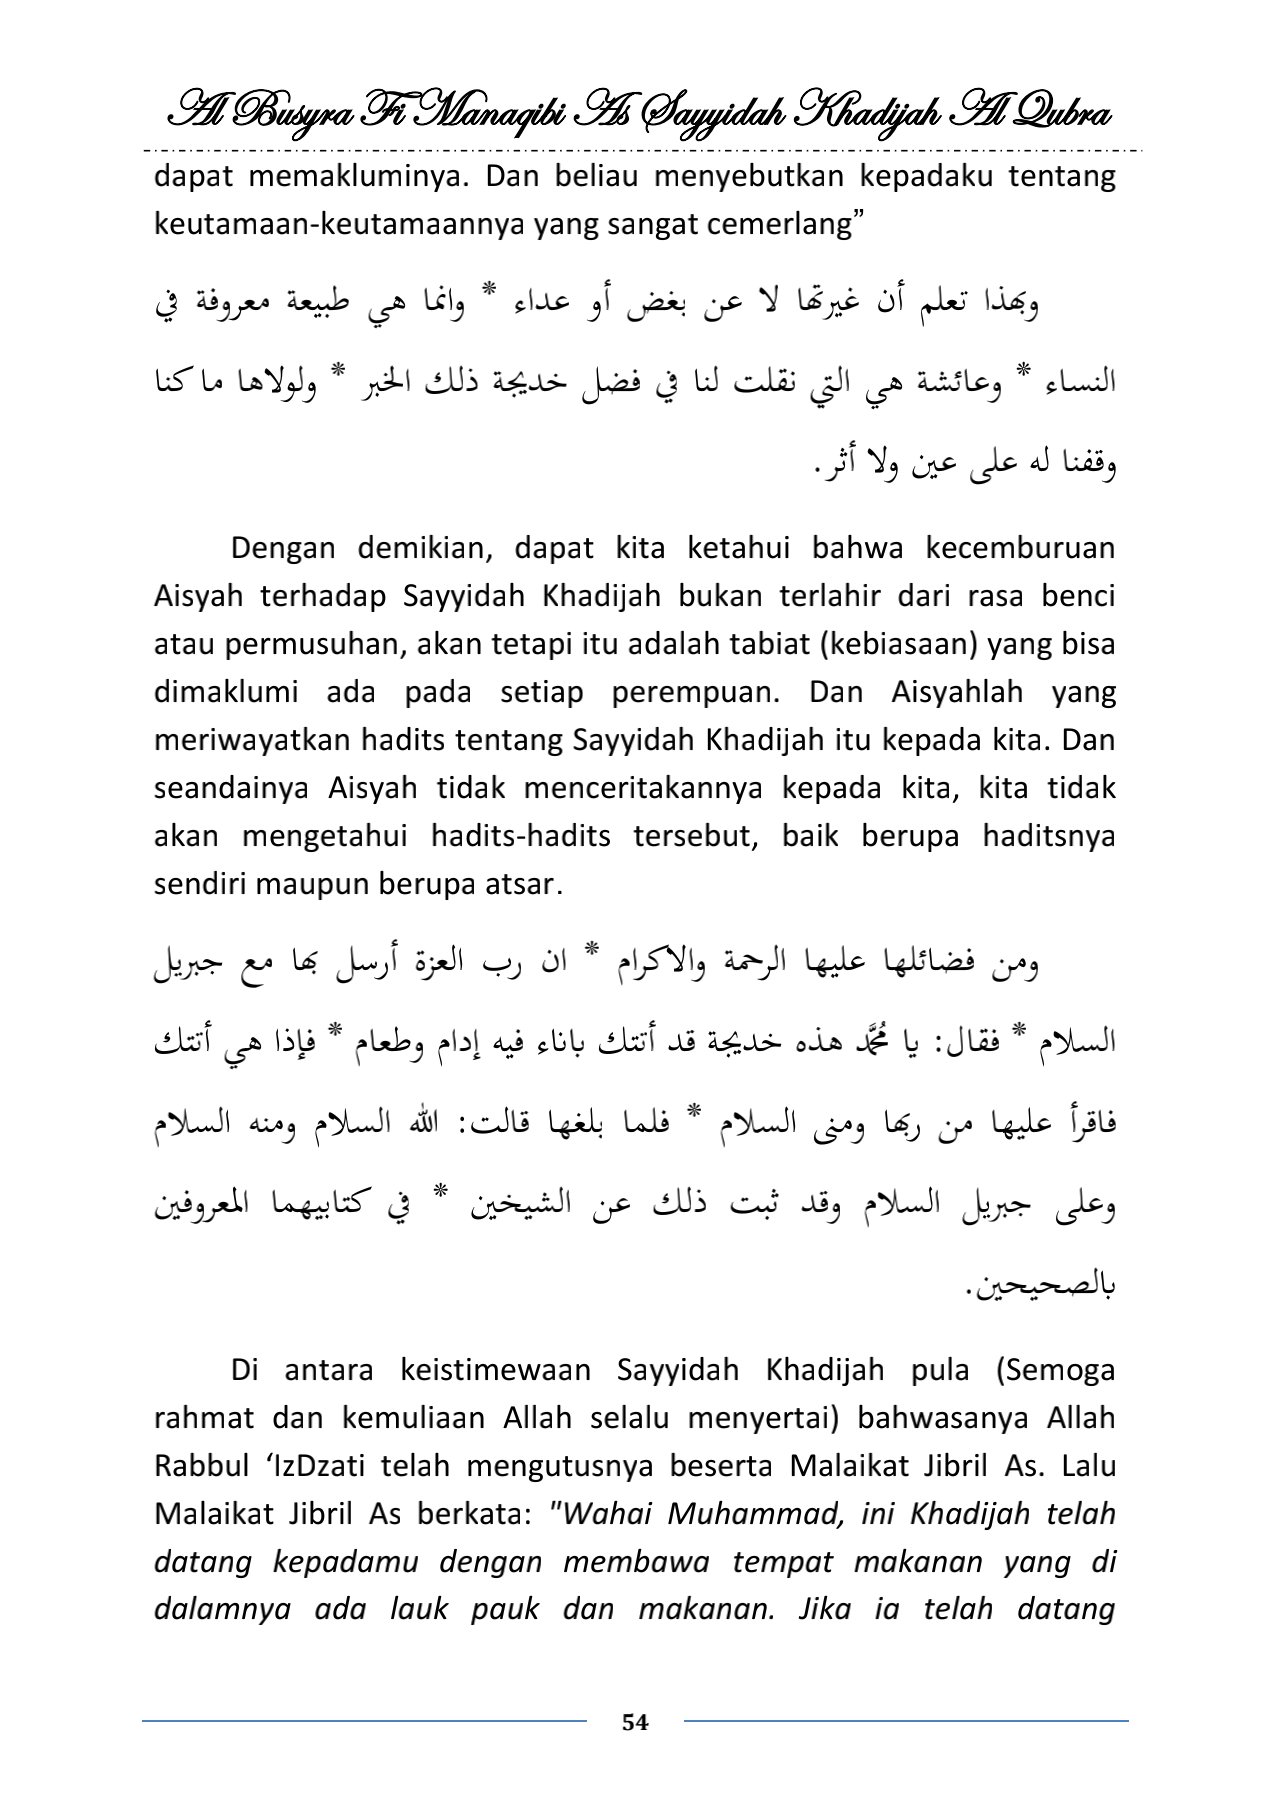 Al Busyra Fi Manaqibi As Sayyidah Khadijah Al Qubra
dapat memakluminya. Dan beliau menyebutkan kepadaku tentang
keutamaan-keutamaannya yang sangat cemerlang”
وبهذا تعلم أن غيرتها لا عن بغض أو عداء * وانما هي طبيعة معروفة في
النساء * وعائشة هي التي نقلت لنا في فضل خديجة ذلك الخبر * ولولاها ما كنا
وقفنا له على عين ولا أثر.
Dengan demikian, dapat kita ketahui bahwa kecemburuan
Aisyah terhadap Sayyidah Khadijah bukan terlahir dari rasa benci
atau permusuhan, akan tetapi itu adalah tabiat (kebiasaan) yang bisa
dimaklumi ada pada setiap perempuan. Dan Aisyahlah yang
meriwayatkan hadits tentang Sayyidah Khadijah itu kepada kita. Dan
seandainya Aisyah tidak menceritakannya kepada kita, kita tidak
akan mengetahui hadits-hadits tersebut, baik berupa haditsnya
sendiri maupun berupa atsar.
ومن فضائلها عليها الرحمة والاكرام * ان رب العزة أرسل بها مع جبريل
السلام * فقال: يا مُحَمَّد هذه خديجة قد أتتك باناء فيه إدام وطعام * فإذا هي أتتك
فاقرأ عليها من ربها ومنى السلام * فلما بلغها قالت: الله السلام ومنه السلام
وعلى جبريل السلام وقد ثبت ذلك عن الشيخين * في كتابيهما المعروفين
بالصحيحين.
Di antara keistimewaan Sayyidah Khadijah pula (Semoga
rahmat dan kemuliaan Allah selalu menyertai) bahwasanya Allah
Rabbul ‘IzDzati telah mengutusnya beserta Malaikat Jibril As. Lalu
Malaikat Jibril As berkata: "Wahai Muhammad, ini Khadijah telah
datang kepadamu dengan membawa tempat makanan yang di
dalamnya ada lauk pauk dan makanan. Jika ia telah datang
54